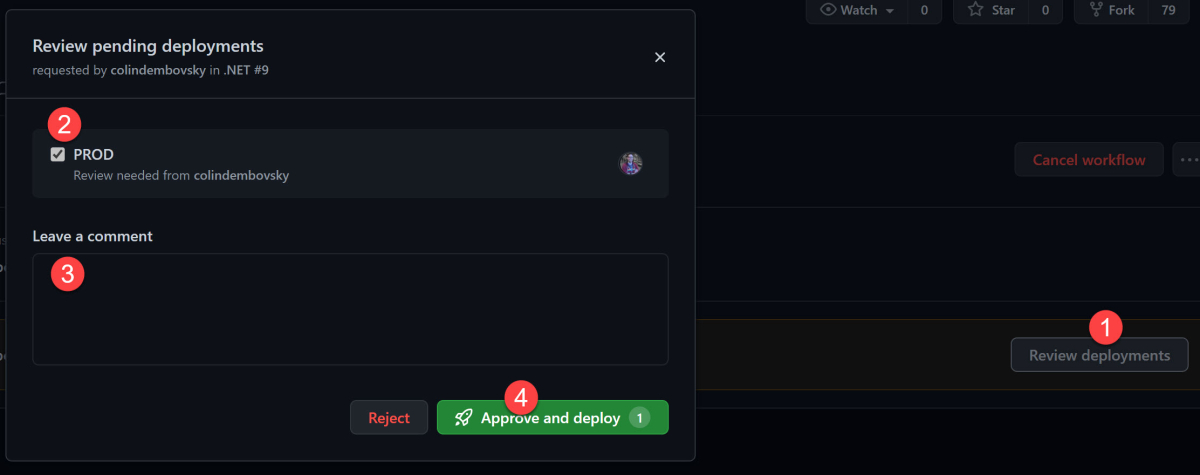 Watch 0 Star 0 Fork 79
Review pending deployments
requested by colindembovsky in .NET #9
2
PROD
Review needed from colindembovsky
Cancel workflow
Leave a comment
3
1
Review deployments
4
Reject Approve and deploy 1